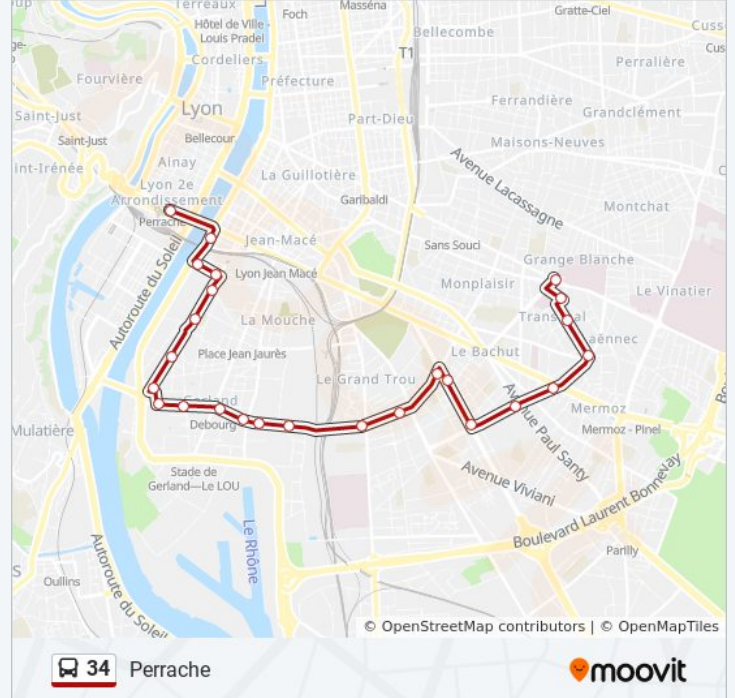 Terreaux
Masséna
Foch
Gratte-Ciel
Hôtel de Ville -
Louis Pradel
Bellecombe
Cusse
Cus
T1
Cordeliers
Perralière
Fourvière
Préfecture
Ferrandière
Grandclément
Lyon
Saint-Just
Part-Dieu
Saint-Just
Bellecour
Maisons-Neuves
Ainay
int-Irénée
La Guillotière
Avenue Lacassagne
Lyon 2e
Arrondissement
Garibaldi
Montchat
Perrache
Jean-Macé
Sans Souci
Grange Blanche
Lyon Jean Macé
Monplaisir
Le Vinatier
Autoroute du Soleil
La Mouche
Trans
al
aënnec
Place Jean Jaurès
Le Bachut
Le Grand Trou
Gerland
Avenue Paul Santy
Mermoz
Mulatière
Debourg
Mermoz - Pinel
Stade de
Gerland—Le LOU
Avenue Viviani
Boulevard Laurent Bonnevay
Le Rhône
Parilly
Oullins
Autoroute du Soleil
© OpenStreetMap contributors | © OpenMapTiles
34 Perrache
moovit